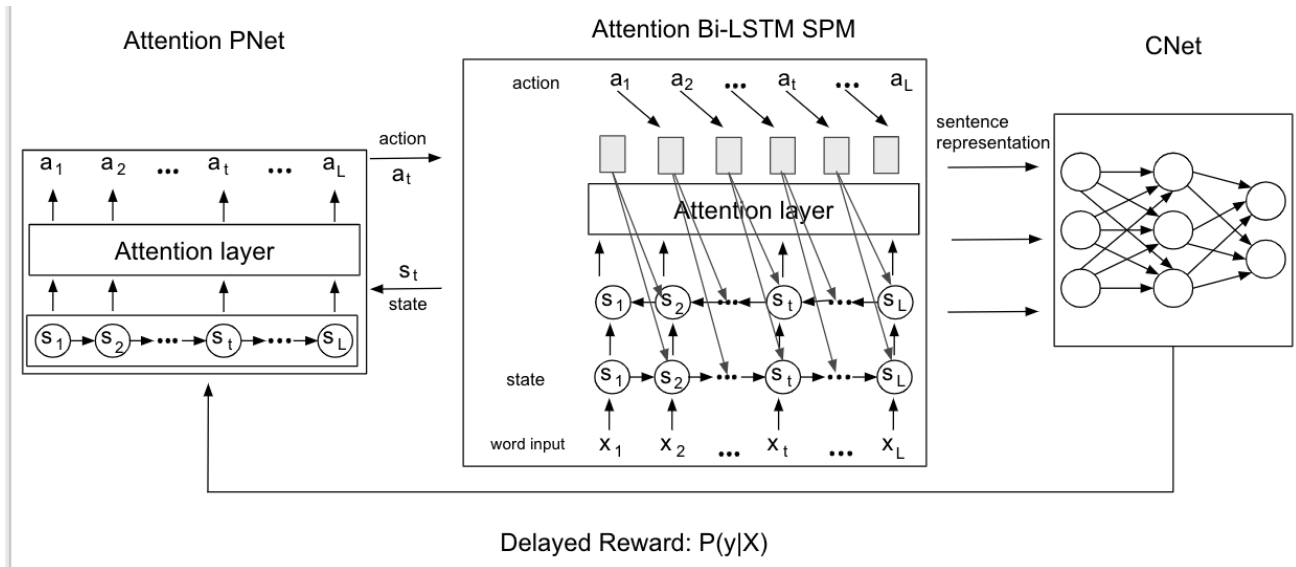 Attention PNet
a1 a2 ... at ... aL
Attention layer
s1 s2 ... st ... sL
action
at
st
state
Attention Bi-LSTM SPM
action a1 a2 ... at ... aL
Attention layer
s1 s2 ... st ... sL
state s1 s2 ... st ... sL
word input x1 x2 ... xt ... xL
sentence
representation
CNet
Delayed Reward: P(y|X)